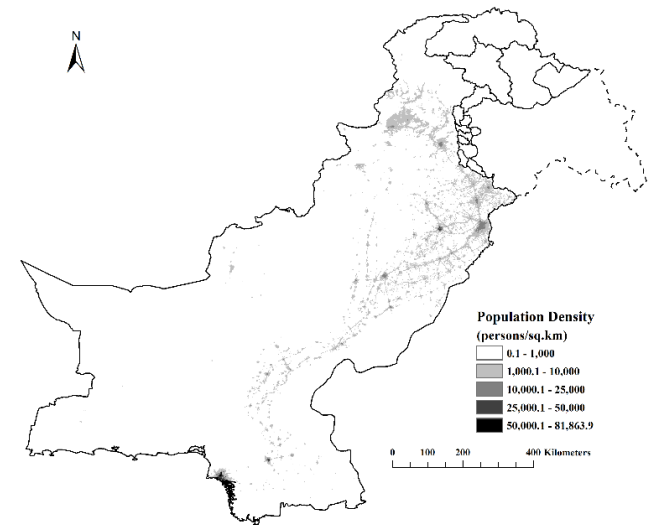 N
Population Density
(persons/sq.km)
0.1 - 1,000
1,000.1 - 10,000
10,000.1 - 25,000
25,000.1 - 50,000
50,000.1 - 81,863.9
0 100 200 400 Kilometers